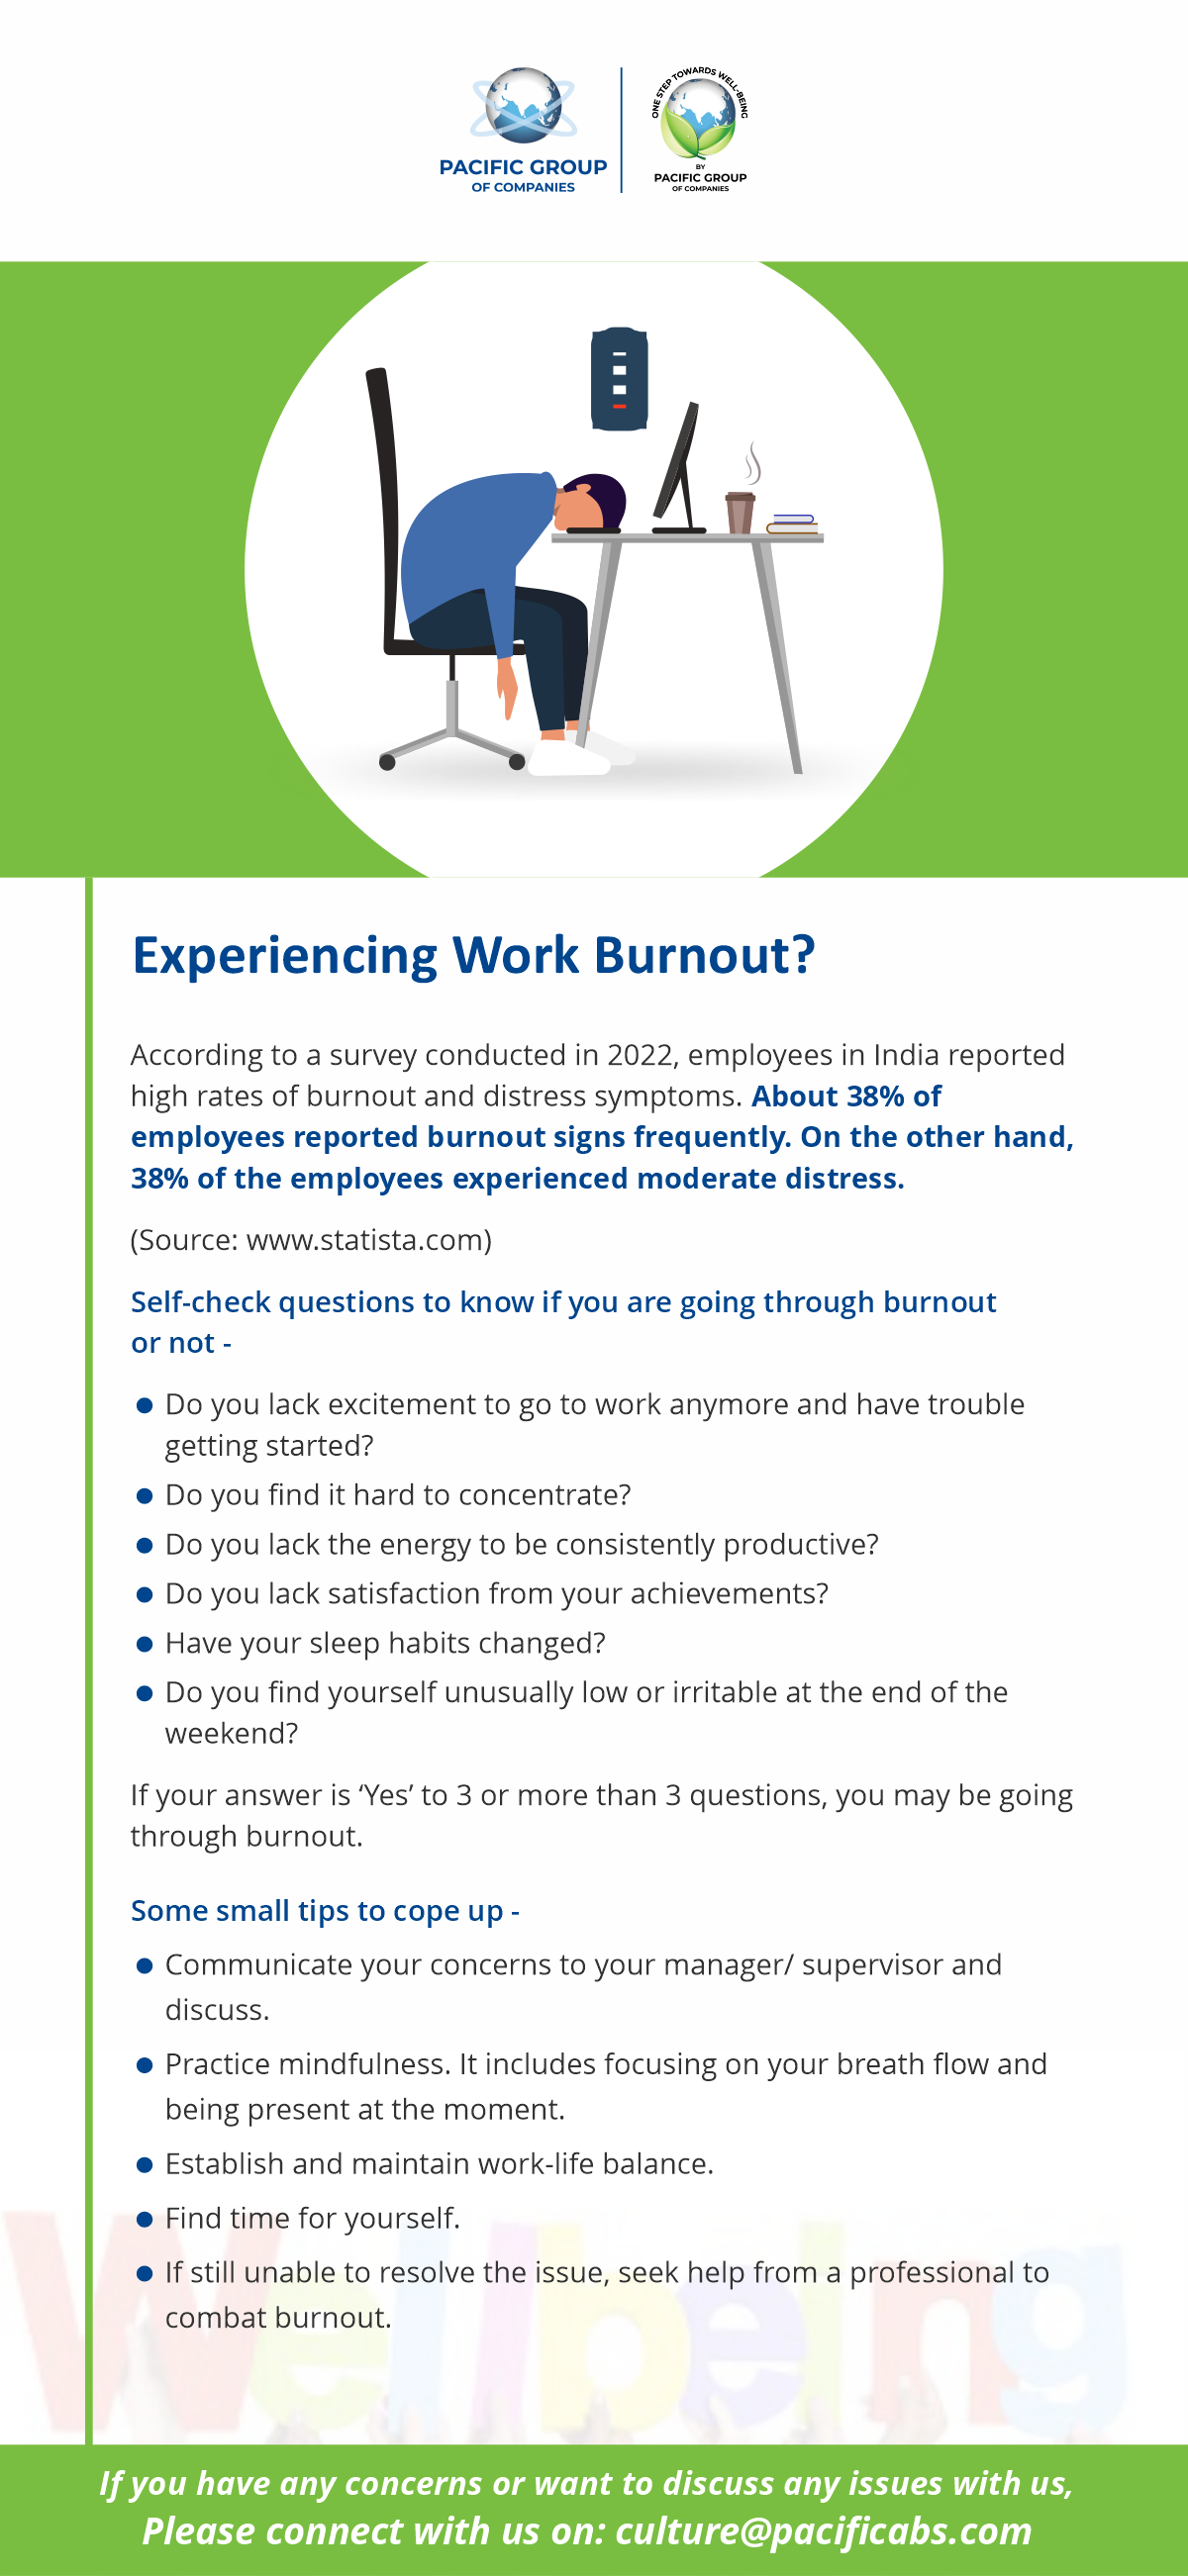 PACIFIC GROUP
OF COMPANIES
ONE STEP TOWARDS WELL-BEING
BY
PACIFIC GROUP
OF COMPANIES
Experiencing Work Burnout?
According to a survey conducted in 2022, employees in India reported
high rates of burnout and distress symptoms. About 38% of
employees reported burnout signs frequently. On the other hand,
38% of the employees experienced moderate distress.
(Source: www.statista.com)
Self-check questions to know if you are going through burnout
or not -
● Do you lack excitement to go to work anymore and have trouble
getting started?
● Do you find it hard to concentrate?
● Do you lack the energy to be consistently productive?
● Do you lack satisfaction from your achievements?
● Have your sleep habits changed?
● Do you find yourself unusually low or irritable at the end of the
weekend?
If your answer is ‘Yes’ to 3 or more than 3 questions, you may be going
through burnout.
Some small tips to cope up -
● Communicate your concerns to your manager/ supervisor and
discuss.
● Practice mindfulness. It includes focusing on your breath flow and
being present at the moment.
● Establish and maintain work-life balance.
● Find time for yourself.
● If still unable to resolve the issue, seek help from a professional to
combat burnout.
Wellbeing
If you have any concerns or want to discuss any issues with us,
Please connect with us on: culture@pacificabs.com